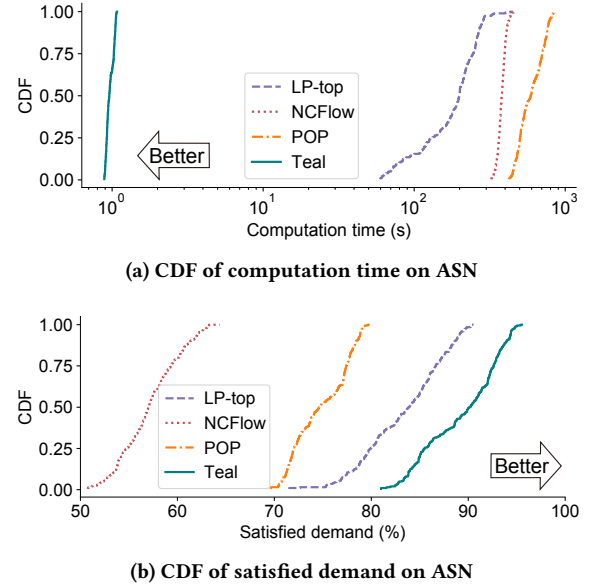 1.00
0.75
0.50
0.25
0.00
CDF
LP-top
NCFlow
POP
Teal
Better
10^0
10^1
10^2
10^3
Computation time (s)
(a) CDF of computation time on ASN
1.00
0.75
0.50
0.25
0.00
CDF
LP-top
NCFlow
POP
Teal
Better
50
60
70
80
90
100
Satisfied demand (%)
(b) CDF of satisfied demand on ASN